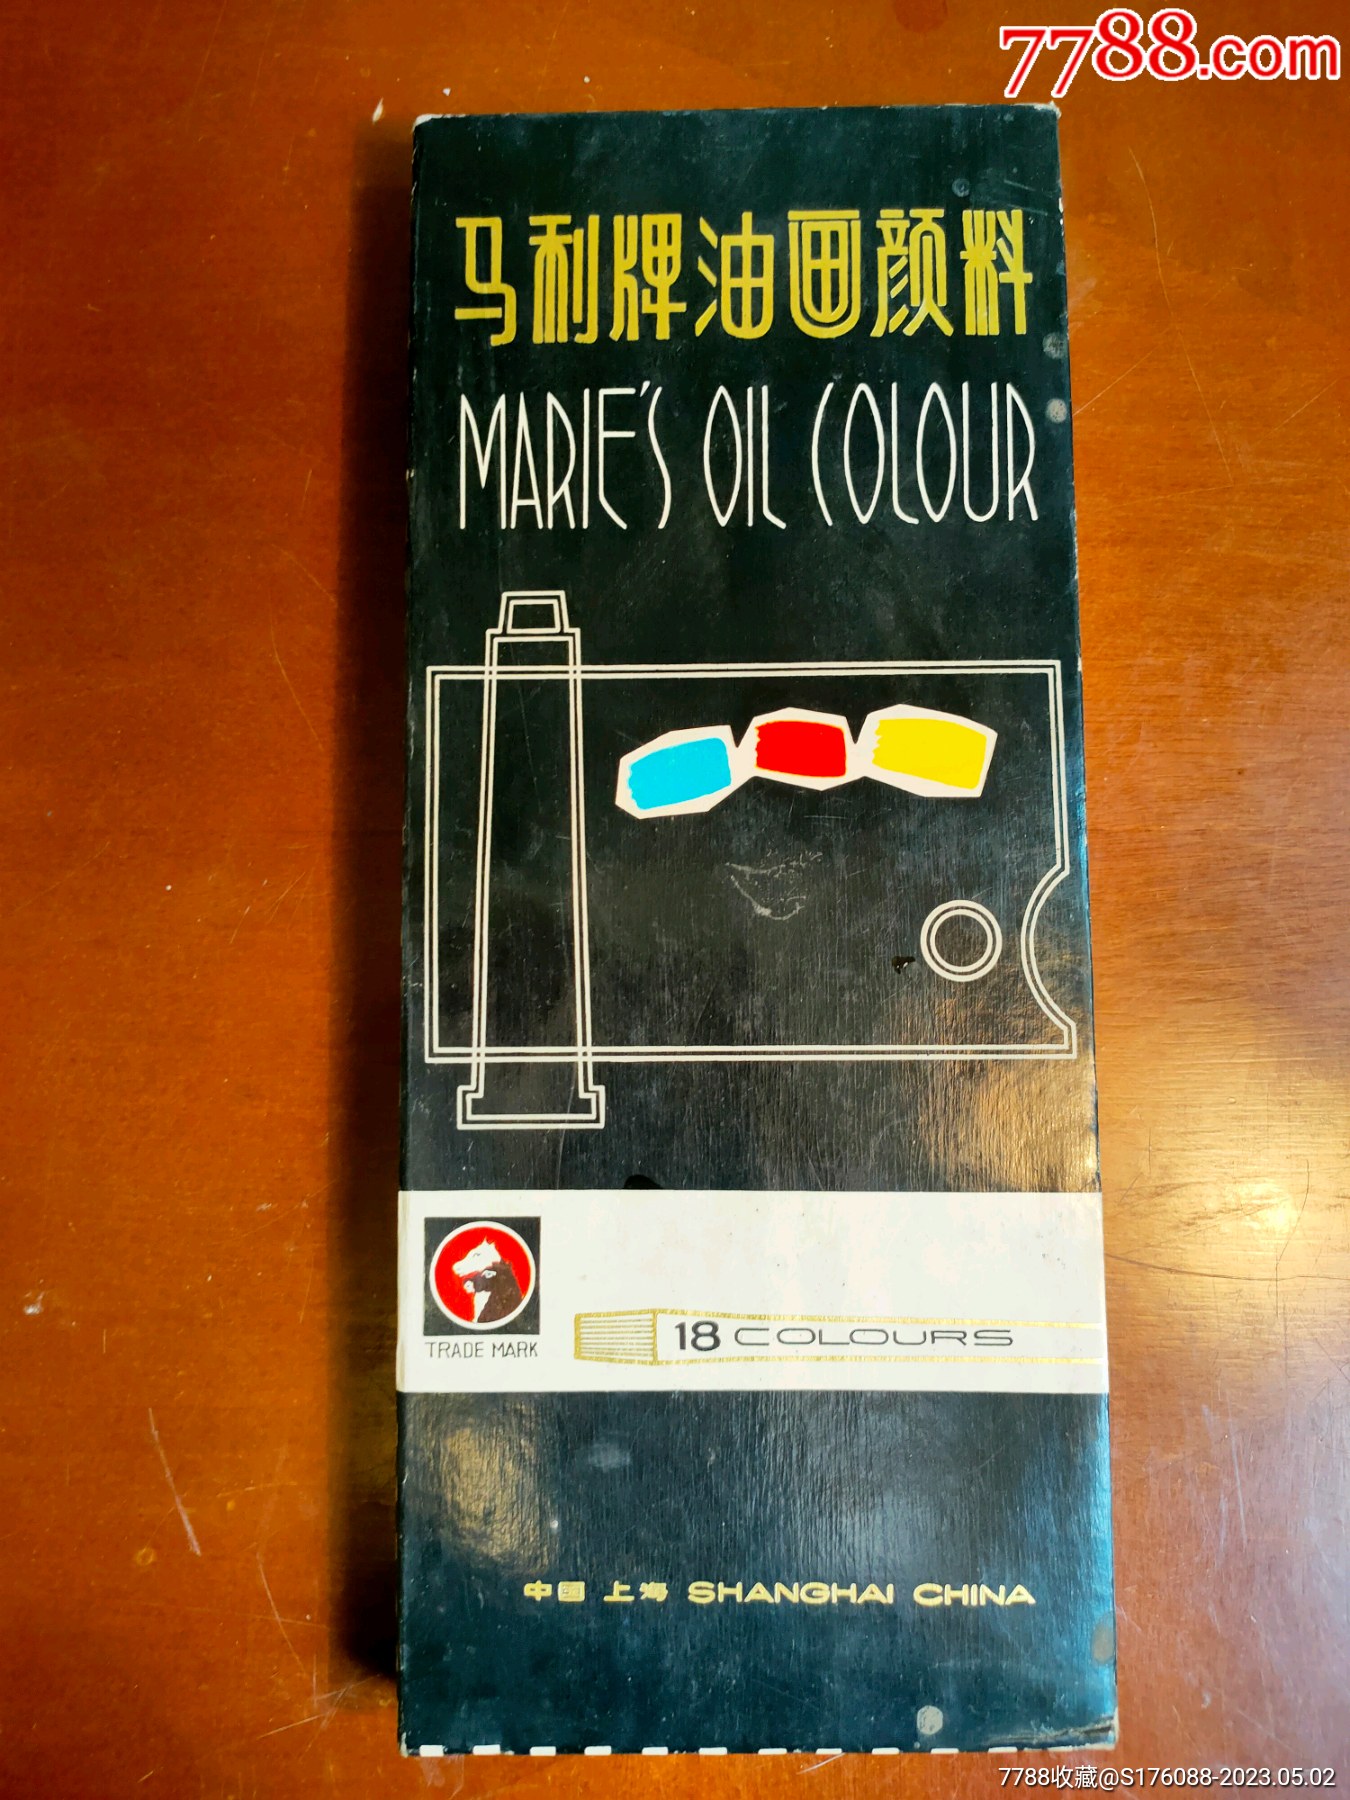 7788.com
马利牌油画颜料
MARIE'S OIL COLOUR
TRADE MARK
18 COLOURS
中国 上海 SHANGHAI CHINA
7788收藏@S176088-2023.05.02